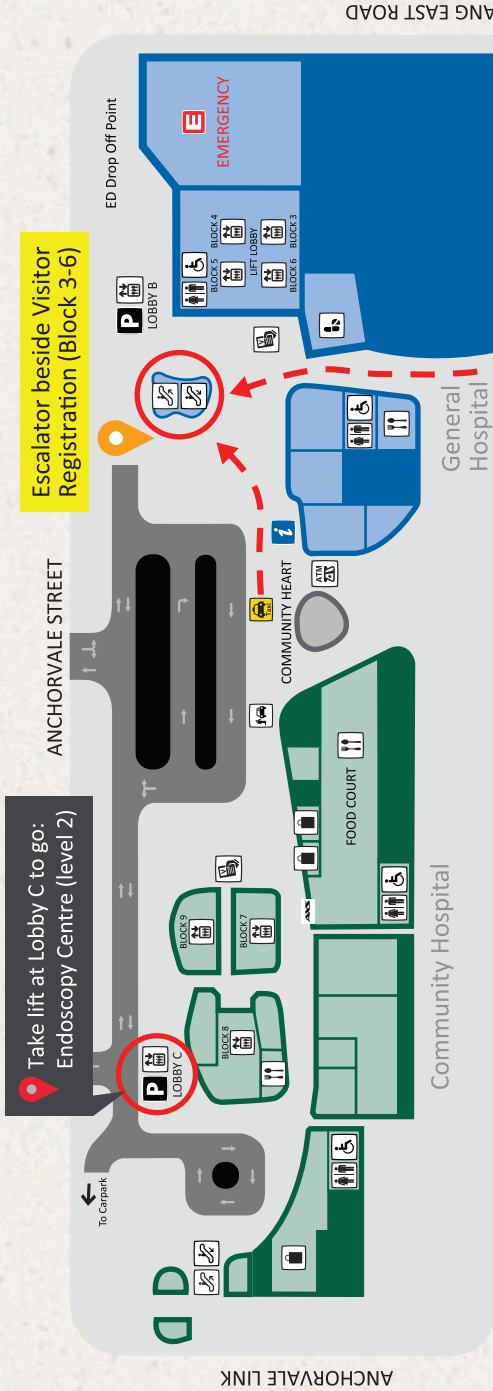 ANCHORVALE LINK
Take lift at Lobby C to go:
Endoscopy Centre (level 2)
ANCHORVALE STREET
Escalator beside Visitor
Registration (Block 3-6)
ED Drop Off Point
To Carpark
P
LOBBY C
P
LOBBY B
BLOCK 8
BLOCK 9
BLOCK 7
Taxi
COMMUNITY HEART
i
ATM
FOOD COURT
BLOCK 5
BLOCK 4
LIFT LOBBY
BLOCK 6
BLOCK 3
E
EMERGENCY
Community Hospital
General
Hospital
ANG EAST ROAD